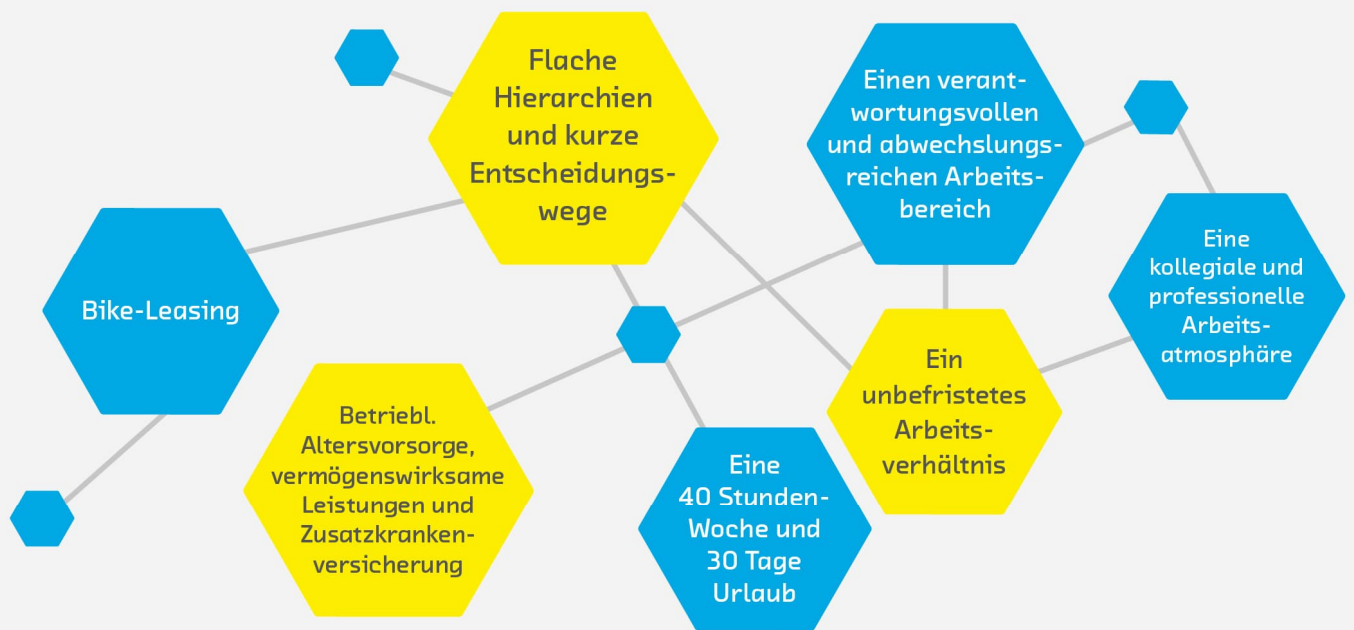 Flache
Hierarchien
und kurze
Entscheidungs-
wege
Einen verant-
wortungsvollen
und abwechslungs-
reichen Arbeits-
bereich
Eine
kollegiale und
professionelle
Arbeits-
atmosphäre
Bike-Leasing
Betriebl.
Altersvorsorge,
vermögenswirksame
Leistungen und
Zusatzkranken-
versicherung
Eine
40 Stunden-
Woche und
30 Tage
Urlaub
Ein
unbefristetes
Arbeits-
verhältnis